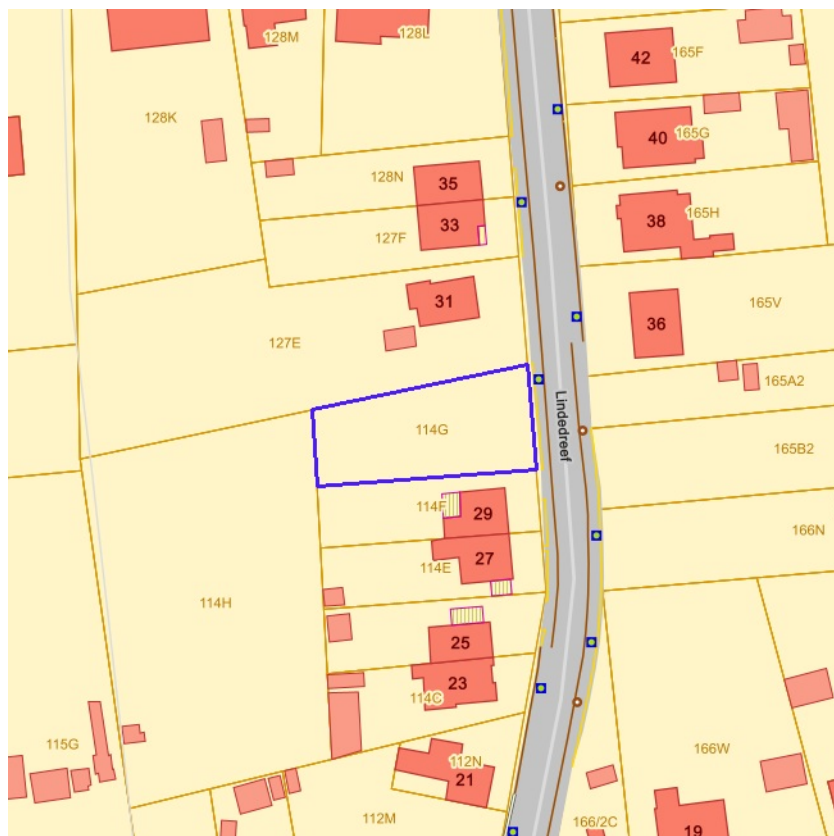 128M
128L
42
165F
128K
40
165G
128N
35
33
127F
38
165H
31
36
165V
127E
165A2
Lindedreef
114G
165B2
114F
29
166N
27
114E
114H
25
23
114C
115G
166W
112N
21
112M
166/2C
19